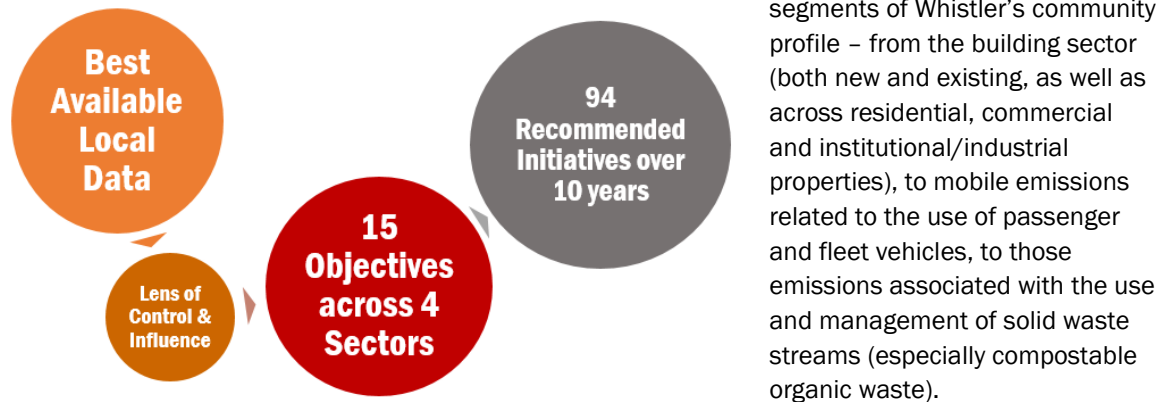 Best
Available
Local
Data
Lens of
Control &
Influence
15
Objectives
across 4
Sectors
94
Recommended
Initiatives over
10 years
segments of Whistler’s community
profile – from the building sector
(both new and existing, as well as
across residential, commercial
and institutional/industrial
properties), to mobile emissions
related to the use of passenger
and fleet vehicles, to those
emissions associated with the use
and management of solid waste
streams (especially compostable
organic waste).